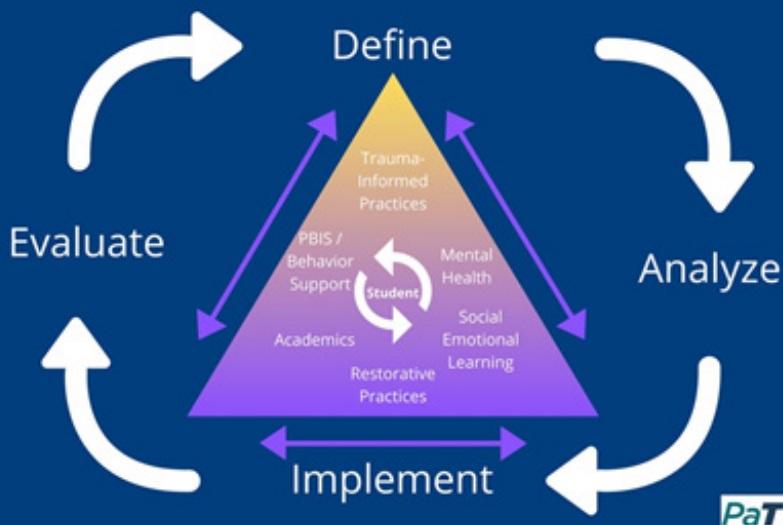 Define
Trauma-
Informed
Practices
Evaluate
PBIS /
Behavior
Support
Student
Mental
Health
Analyze
Academics
Social
Emotional
Learning
Restorative
Practices
Implement
PaT